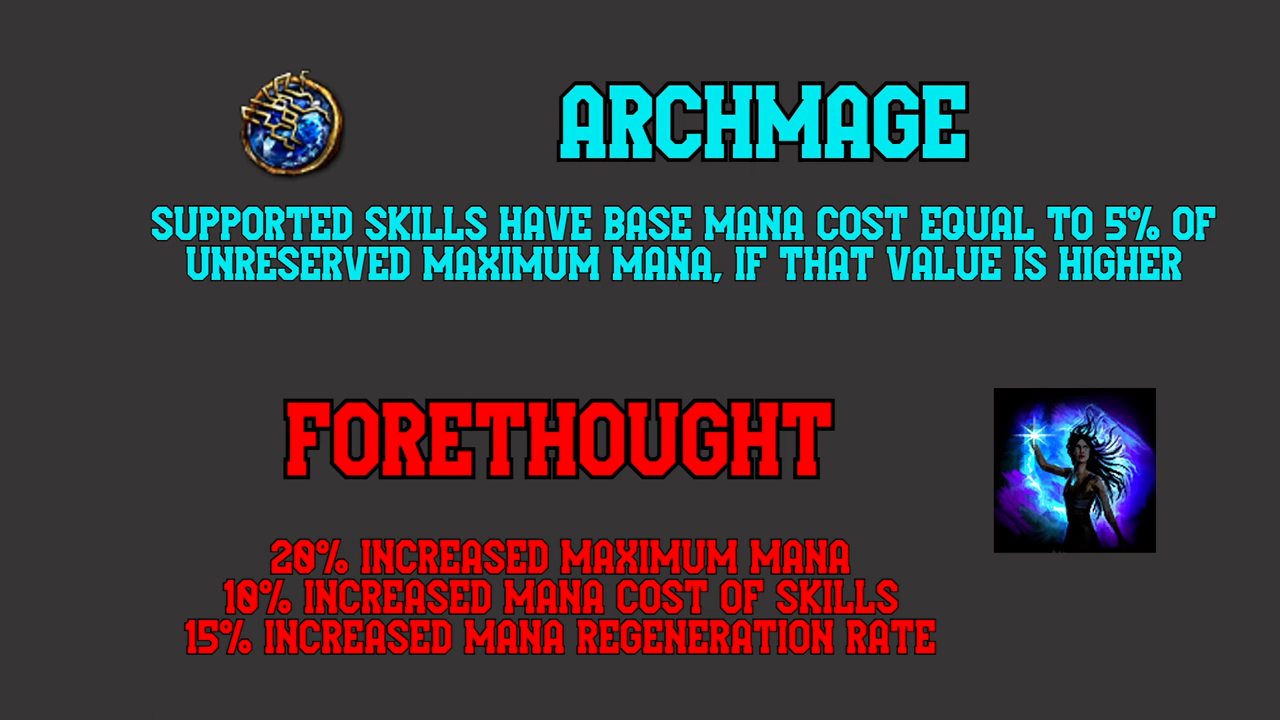 ARCHMAGE
SUPPORTED SKILLS HAVE BASE MANA COST EQUAL TO 5% OF
UNRESERVED MAXIMUM MANA, IF THAT VALUE IS HIGHER
FORETHOUGHT
20% INCREASED MAXIMUM MANA
10% INCREASED MANA COST OF SKILLS
15% INCREASED MANA REGENERATION RATE